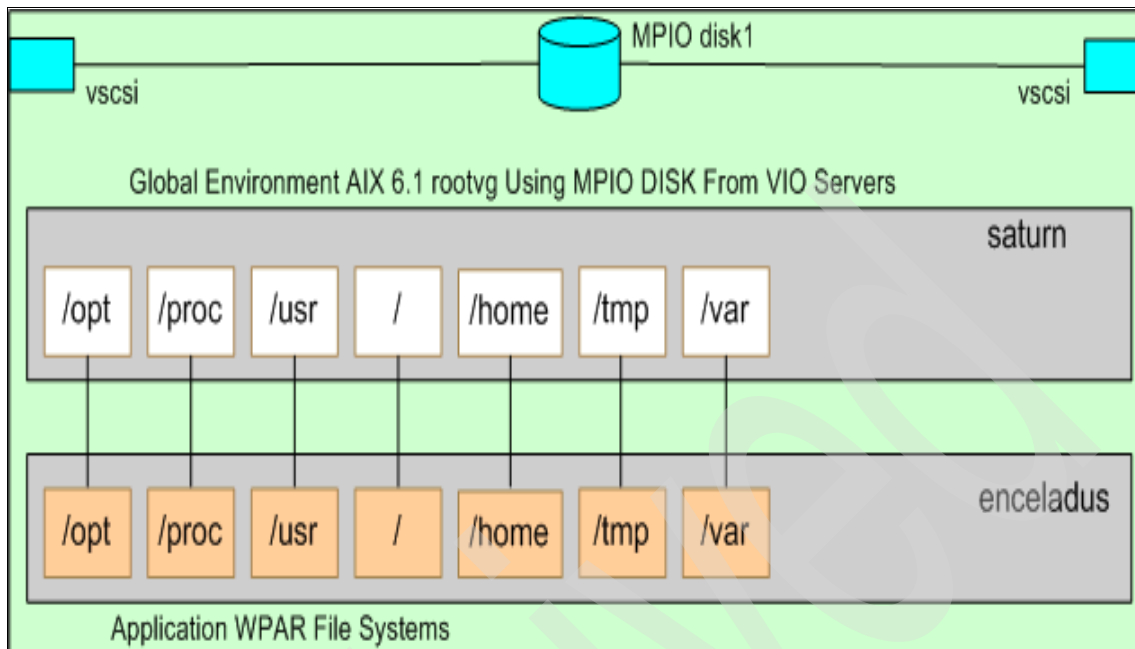 MPIO disk1
vscsi
vscsi
Global Environment AIX 6.1 rootvg Using MPIO DISK From VIO Servers
saturn
/opt /proc /usr / /home /tmp /var
enceladus
/opt /proc /usr / /home /tmp /var
Application WPAR File Systems